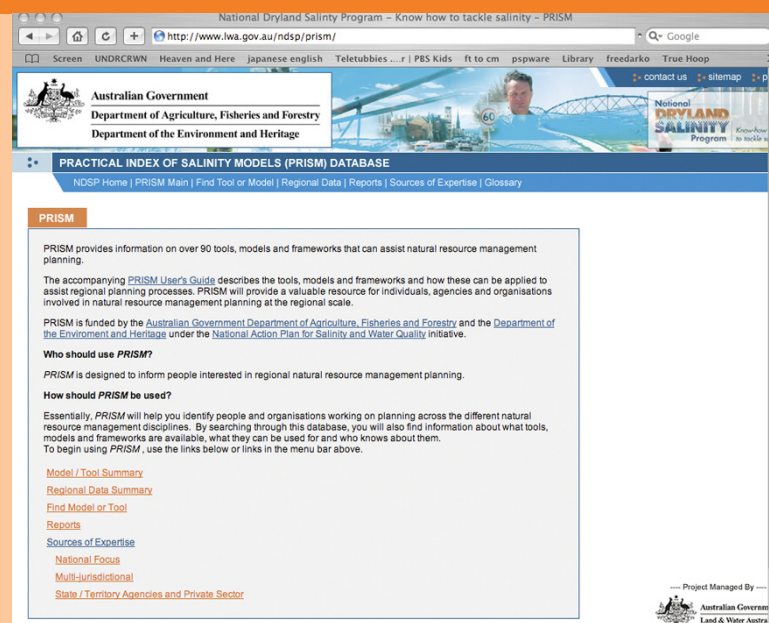 National Dryland Salinty Program – Know how to tackle salinity – PRISM
http://www.lwa.gov.au/ndsp/prism/
Google
Screen UNDRCRWN Heaven and Here japanese english Teletubbies ....r | PBS Kids ft to cm pspware Library freedarko True Hoop
contact us sitemap p
Australian Government
Department of Agriculture, Fisheries and Forestry
Department of the Environment and Heritage
60
National
DRYLAND
SALINITY Know-how
Program to tackle sa
PRACTICAL INDEX OF SALINITY MODELS (PRISM) DATABASE
NDSP Home | PRISM Main | Find Tool or Model | Regional Data | Reports | Sources of Expertise | Glossary
PRISM
PRISM provides information on over 90 tools, models and frameworks that can assist natural resource management
planning.
The accompanying PRISM User's Guide describes the tools, models and frameworks and how these can be applied to
assist regional planning processes. PRISM will provide a valuable resource for individuals, agencies and organisations
involved in natural resource management planning at the regional scale.
PRISM is funded by the Australian Government Department of Agriculture, Fisheries and Forestry and the Department of
the Enviroment and Heritage under the National Action Plan for Salinity and Water Quality initiative.
Who should use PRISM?
PRISM is designed to inform people interested in regional natural resource management planning.
How should PRISM be used?
Essentially, PRISM will help you identify people and organisations working on planning across the different natural
resource management disciplines. By searching through this database, you will also find information about what tools,
models and frameworks are available, what they can be used for and who knows about them.
To begin using PRISM , use the links below or links in the menu bar above.
Model / Tool Summary
Regional Data Summary
Find Model or Tool
Reports
Sources of Expertise
National Focus
Multi-jurisdictional
State / Territory Agencies and Private Sector
---- Project Managed By ----
Australian Governm
Land & Water Austra